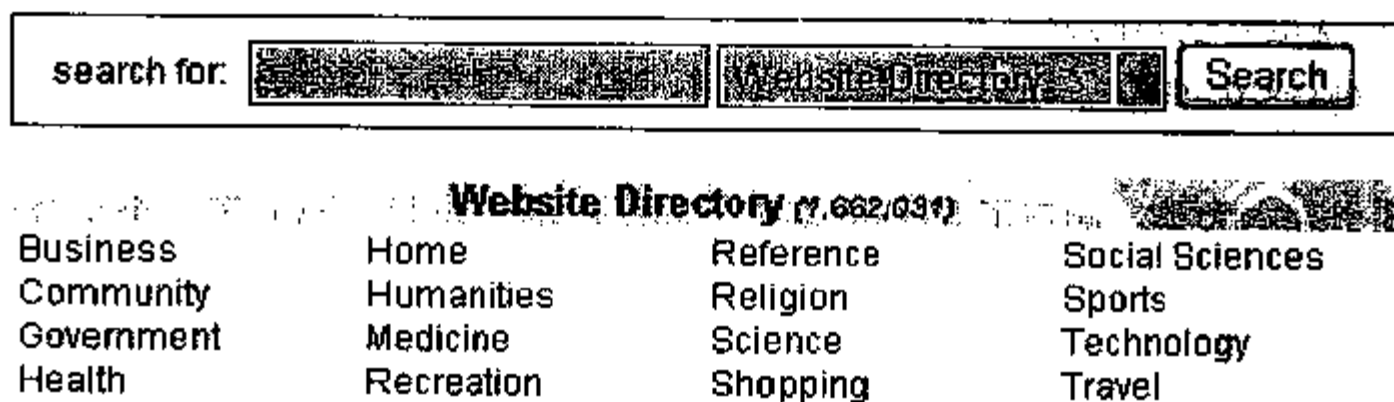 search for: Website Directory Search
Website Directory (1,662,031)
Business Home Reference Social Sciences
Community Humanities Religion Sports
Government Medicine Science Technology
Health Recreation Shopping Travel